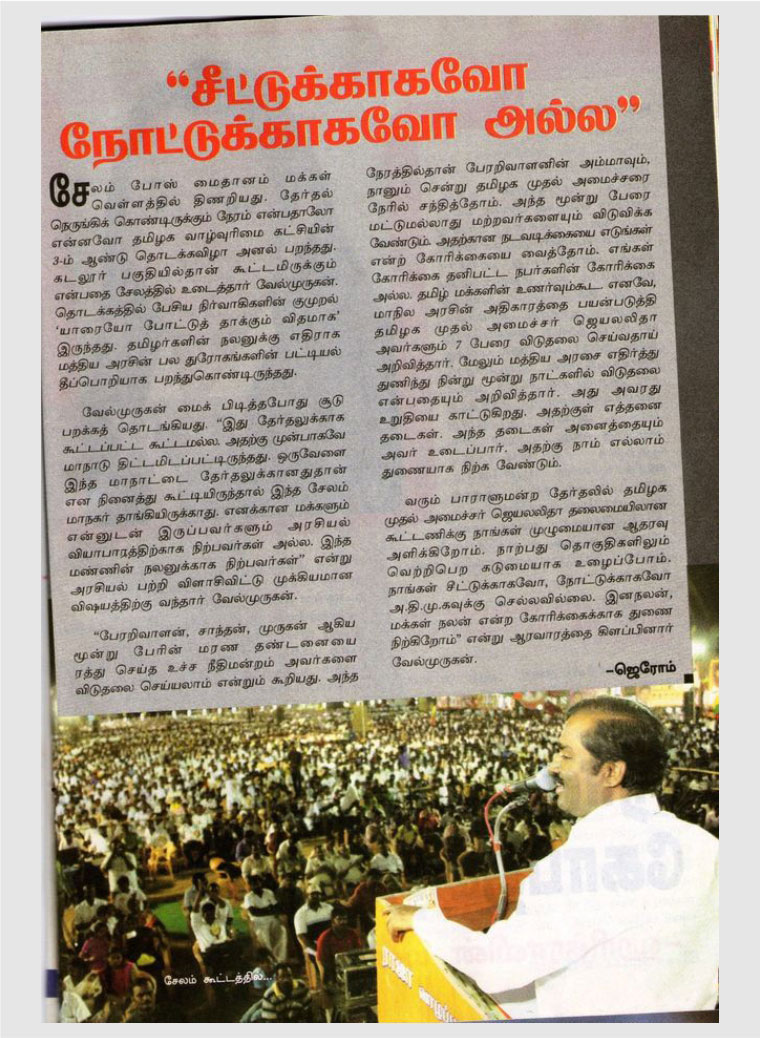 “சீட்டுக்காகவோ
நோட்டுக்காகவோ அல்ல”
சேலம் போஸ் மைதானம் மக்கள்
வெள்ளத்தில் திணறியது. தேர்தல்
நெருங்கிக் கொண்டிருக்கும் நேரம் என்பதாலோ
என்னவோ தமிழக வாழ்வுரிமை கட்சியின்
3-ம் ஆண்டு தொடக்கவிழா அனல் பறந்தது.
கடலூர் பகுதியில்தான் கூட்டமிருக்கும்
என்பதை சேலத்தில் உடைத்தார் வேல்முருகன்.
தொடக்கத்தில் பேசிய நிர்வாகிகளின் குமுறல்
‘யாரையோ போட்டுத் தாக்கும் விதமாக’
இருந்தது. தமிழர்களின் நலனுக்கு எதிராக
மத்திய அரசின் பல துரோகங்களின் பட்டியல்
தீப்பொறியாக பறந்துகொண்டிருந்தது.
வேல்முருகன் மைக் பிடித்தபோது சூடு
பறக்கத் தொடங்கியது. “இது தேர்தலுக்காக
கூட்டப்பட்ட கூட்டமல்ல. அதற்கு முன்பாகவே
மாநாடு திட்டமிடப்பட்டிருந்தது. ஒருவேளை
இந்த மாநாட்டை தேர்தலுக்கானதுதான்
என நினைத்து கூட்டியிருந்தால் இந்த சேலம்
மாநகர் தாங்கியிருக்காது. எனக்கான மக்களும்
என்னுடன் இருப்பவர்களும் அரசியல்
வியாபாரத்திற்காக நிற்பவர்கள் அல்ல. இந்த
மண்ணின் நலனுக்காக நிற்பவர்கள்” என்று
அரசியல் பற்றி விளாசிவிட்டு முக்கியமான
விஷயத்திற்கு வந்தார் வேல்முருகன்.
“பேரறிவாளன், சாந்தன், முருகன் ஆகிய
மூன்று பேரின் மரண தண்டனையை
ரத்து செய்த உச்ச நீதிமன்றம் அவர்களை
விடுதலை செய்யலாம் என்றும் கூறியது. அந்த
நேரத்தில்தான் பேரறிவாளனின் அம்மாவும்,
நானும் சென்று தமிழக முதல் அமைச்சரை
நேரில் சந்தித்தோம். அந்த மூன்று பேரை
மட்டுமல்லாது மற்றவர்களையும் விடுவிக்க
வேண்டும். அதற்கான நடவடிக்கையை எடுங்கள்
என்ற கோரிக்கையை வைத்தோம். எங்கள்
கோரிக்கை தனிபட்ட நபர்களின் கோரிக்கை
அல்ல. தமிழ் மக்களின் உணர்வும்கூட. எனவே,
மாநில அரசின் அதிகாரத்தை பயன்படுத்தி
தமிழக முதல் அமைச்சர் ஜெயலலிதா
அவர்களும் 7 பேரை விடுதலை செய்வதாய்
அறிவித்தார். மேலும் மத்திய அரசை எதிர்த்து
துணிந்து நின்று மூன்று நாட்களில் விடுதலை
என்பதையும் அறிவித்தார். அது அவரது
உறுதியை காட்டுகிறது. அதற்குள் எத்தனை
தடைகள். அந்த தடைகள் அனைத்தையும்
அவர் உடைப்பார். அதற்கு நாம் எல்லாம்
துணையாக நிற்க வேண்டும்.
வரும் பாராளுமன்ற தேர்தலில் தமிழக
முதல் அமைச்சர் ஜெயலலிதா தலைமையிலான
கூட்டணிக்கு நாங்கள் முழுமையான ஆதரவு
அளிக்கிறோம். நாற்பது தொகுதிகளிலும்
வெற்றிபெற கடுமையாக உழைப்போம்.
நாங்கள் சீட்டுக்காகவோ, நோட்டுக்காகவோ
அ.தி.மு.கவுக்கு செல்லவில்லை. இனநலன்,
மக்கள் நலன் என்ற கோரிக்கைக்காக துணை
நிற்கிறோம்” என்று ஆரவாரத்தை கிளப்பினார்
வேல்முருகன்.
–ஜெரோம்
சேலம் கூட்டத்தில்...